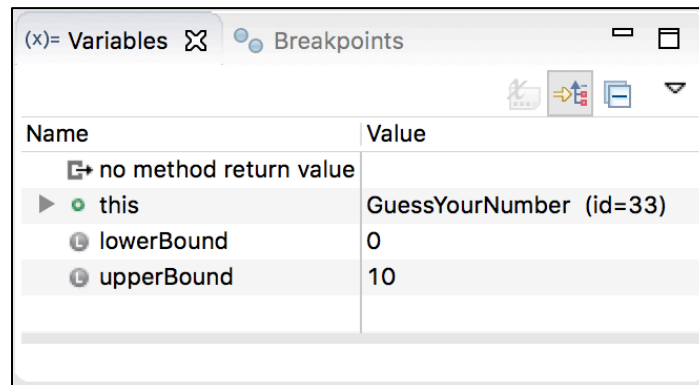 (x)= Variables Breakpoints
Name Value
no method return value
this GuessYourNumber (id=33)
L lowerBound 0
L upperBound 10